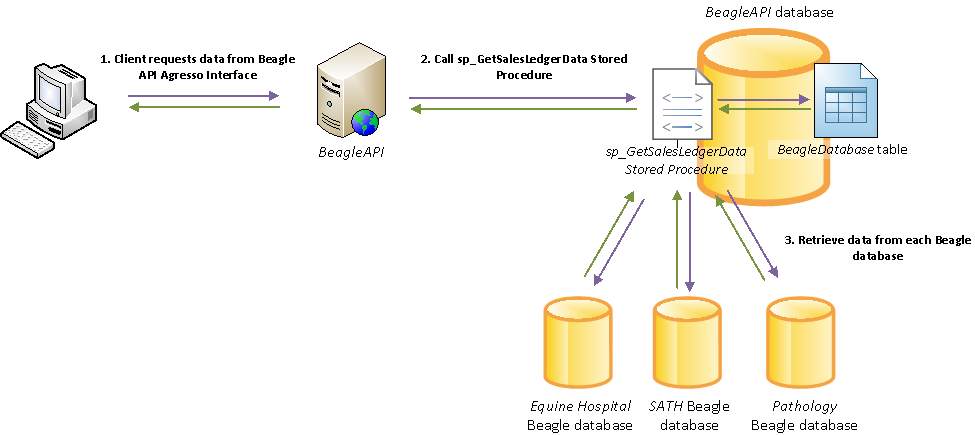 BeagleAPI database
1. Client requests data from Beagle
API Agresso Interface
2. Call sp_GetSalesLedgerData Stored
Procedure
BeagleAPI
sp_GetSalesLedgerData
Stored Procedure
BeagleDatabase table
3. Retrieve data from each Beagle
database
Equine Hospital
Beagle database
SATH Beagle
database
Pathology
Beagle database